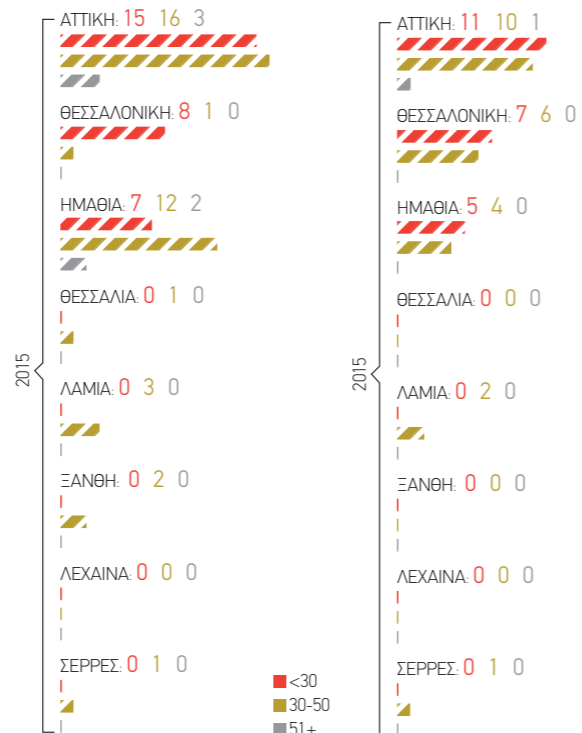 2015
ΑΤΤΙΚΗ: 15 16 3
ΘΕΣΣΑΛΟΝΙΚΗ: 8 1 0
ΗΜΑΘΙΑ: 7 12 2
ΘΕΣΣΑΛΙΑ: 0 1 0
ΛΑΜΙΑ: 0 3 0
ΞΑΝΘΗ: 0 2 0
ΛΕΧΑΙΝΑ: 0 0 0
ΣΕΡΡΕΣ: 0 1 0
<30
30-50
51+
2015
ΑΤΤΙΚΗ: 11 10 1
ΘΕΣΣΑΛΟΝΙΚΗ: 7 6 0
ΗΜΑΘΙΑ: 5 4 0
ΘΕΣΣΑΛΙΑ: 0 0 0
ΛΑΜΙΑ: 0 2 0
ΞΑΝΘΗ: 0 0 0
ΛΕΧΑΙΝΑ: 0 0 0
ΣΕΡΡΕΣ: 0 1 0